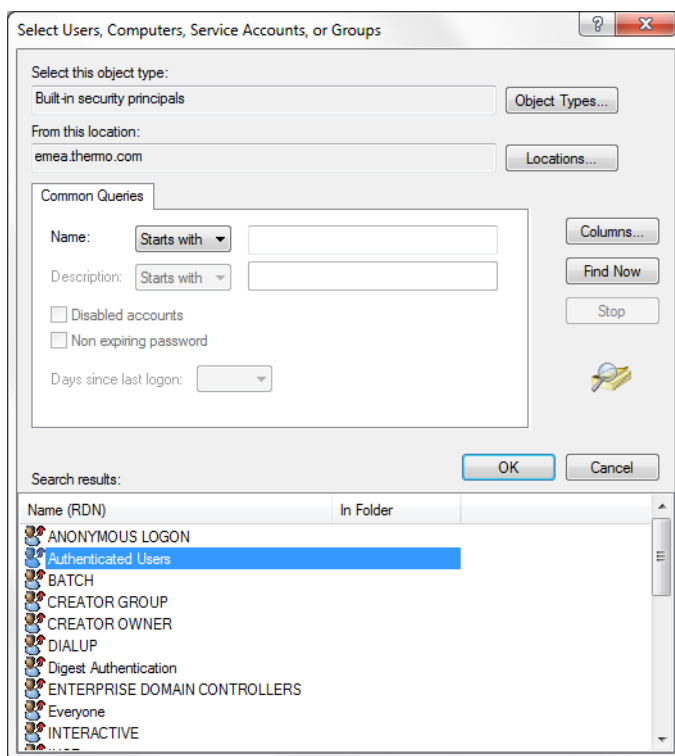 Select Users, Computers, Service Accounts, or Groups
Select this object type:
Built-in security principals
Object Types...
From this location:
emea.thermo.com
Locations...
Common Queries
Name: Starts with
Columns...
Description: Starts with
Find Now
Disabled accounts
Stop
Non expiring password
Days since last logon:
OK
Cancel
Search results:
Name (RDN) In Folder
ANONYMOUS LOGON
Authenticated Users
BATCH
CREATOR GROUP
CREATOR OWNER
DIALUP
Digest Authentication
ENTERPRISE DOMAIN CONTROLLERS
Everyone
INTERACTIVE